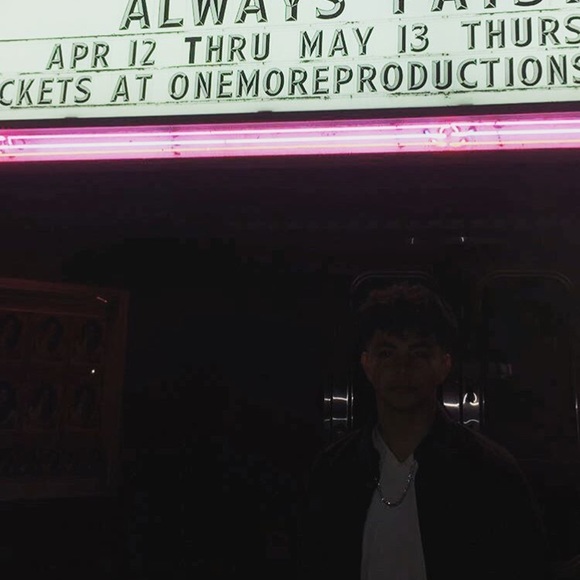 ALWAYS
APR 12 THRU MAY 13 THURS
CKETS AT ONEMOREPRODUCTIONS